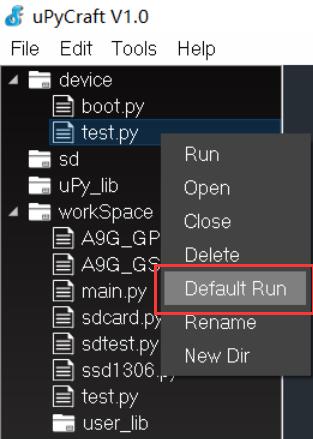 uPyCraft V1.0
File Edit Tools Help
device
boot.py
test.py
sd
uPy_lib
workSpace
A9G_GP
A9G_GS
main.py
sdcard.py
sdtest.py
ssd1306.py
test.py
user_lib
Run
Open
Close
Delete
Default Run
Rename
New Dir